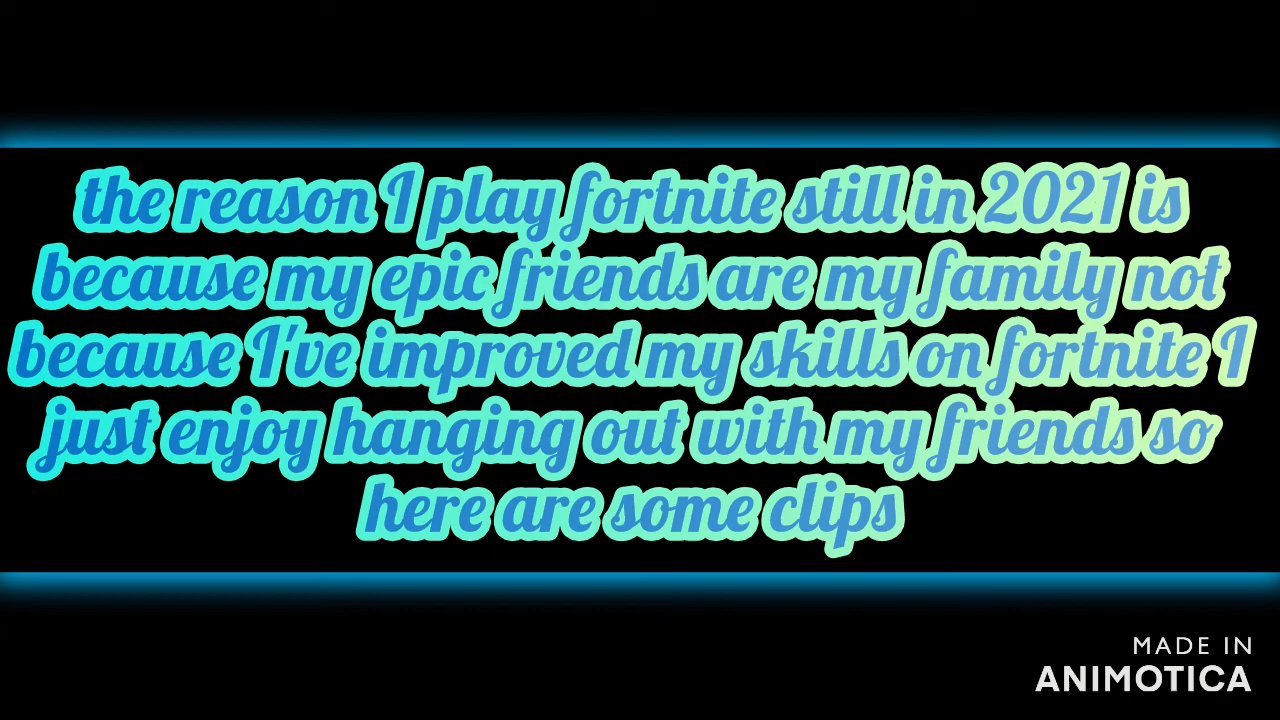 the reason I play fortnite still in 2021 is
because my epic friends are my family not
because I've improved my skills on fortnite I
just enjoy hanging out with my friends so
here are some clips
MADE IN
ANIMOTICA